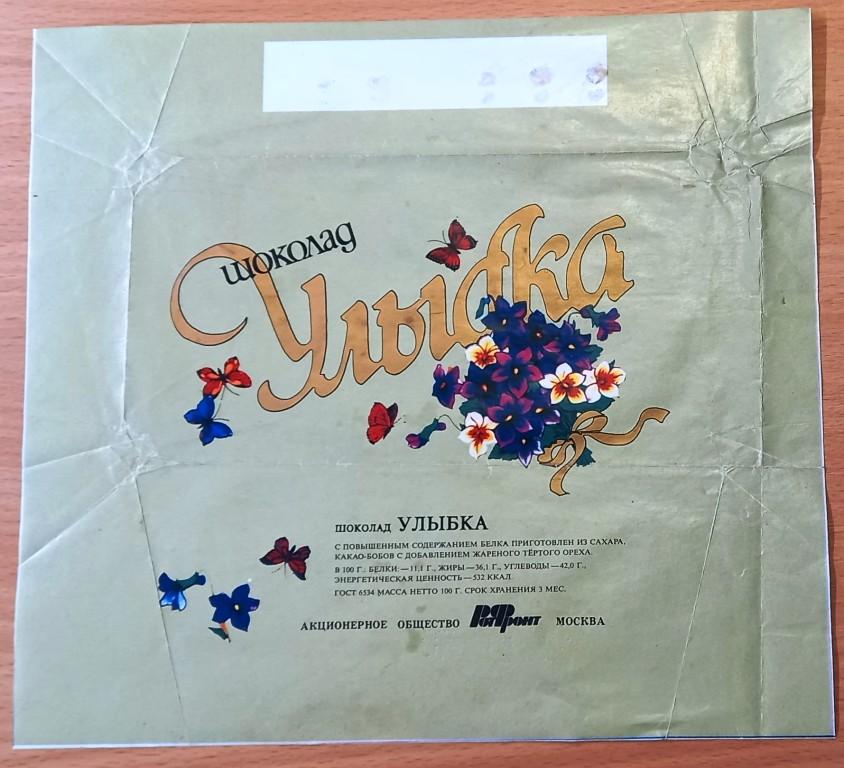 шоколад
Улыбка
ШОКОЛАД УЛЫБКА
С ПОВЫШЕННЫМ СОДЕРЖАНИЕМ БЕЛКА ПРИГОТОВЛЕН ИЗ САХАРА,
КАКАО-БОБОВ С ДОБАВЛЕНИЕМ ЖАРЕНОГО ТЁРТОГО ОРЕХА.
В 100 Г.: БЕЛКИ:—11,1 Г., ЖИРЫ—36,1 Г., УГЛЕВОДЫ—42,0 Г.,
ЭНЕРГЕТИЧЕСКАЯ ЦЕННОСТЬ—532 ККАЛ.
ГОСТ 6534 МАССА НЕТТО 100 Г. СРОК ХРАНЕНИЯ 3 МЕС.
АКЦИОНЕРНОЕ ОБЩЕСТВО Рот Фронт МОСКВА